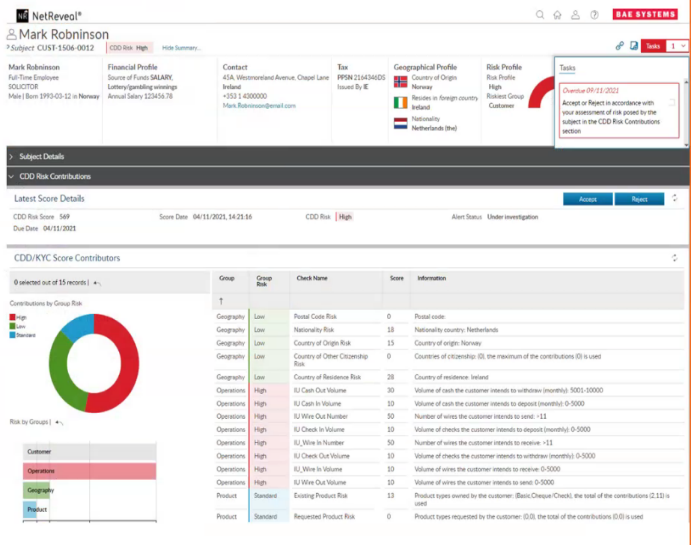 NR NetReveal®
BAE SYSTEMS
Mark Robninson
Subject CUST-1506-0012 CDD Risk High Hide Summary...
Tasks 1
Mark Robninson
Full-Time Employee
SOLICITOR
Male | Born 1993-03-12 in Norway
Financial Profile
Source of Funds SALARY,
Lottery/gambling winnings
Annual Salary 123456.78
Contact
45A, Westmoreland Avenue, Chapel Lane
Ireland
+353 1 4300000
Mark.Robninson@email.com
Tax
PPSN 2164346DS
Issued By IE
Geographical Profile
Country of Origin
Norway
Resides in foreign country
Ireland
Nationality
Netherlands (the)
Risk Profile
Risk Profile
High
Riskiest Group
Customer
Tasks
Overdue 09/11/2021
Accept or Reject in accordance with
your assessment of risk posed by the
subject in the CDD Risk Contributions
section
Subject Details
CDD Risk Contributions
Latest Score Details
Accept Reject
CDD Risk Score 569 Score Date 04/11/2021, 14:21:16 CDD Risk High Alert Status Under investigation
Due Date 04/11/2021
CDD/KYC Score Contributors
0 selected out of 15 records |
Contributions by Group Risk
High
Low
Standard
Risk by Groups |
Customer
Operations
Geography
Product
Group Group Risk Check Name Score Information
Geography Low Postal Code Risk 0 Postal code:
Geography Low Nationality Risk 18 Nationality country: Netherlands
Geography Low Country of Origin Risk 15 Country of origin: Norway
Geography Low Country of Other Citizenship Risk 0 Countries of citizenship: (0), the maximum of the contributions (0) is used
Geography Low Country of Residence Risk 28 Country of residence: Ireland
Operations High IU Cash Out Volume 30 Volume of cash the customer intends to withdraw (monthly): 5001-10000
Operations High IU Cash In Volume 10 Volume of cash the customer intends to deposit (monthly): 0-5000
Operations High IU Wire Out Number 50 Number of wires the customer intends to send: >11
Operations High IU Check In Volume 10 Volume of checks the customer intends to deposit (monthly): 0-5000
Operations High IU_Wire In Number 50 Number of wires the customer intends to receive: >11
Operations High IU Check Out Volume 10 Volume of checks the customer intends to withdraw (monthly): 0-5000
Operations High IU_Wire In Volume 10 Volume of wires the customer intends to receive: 0-5000
Operations High IU Wire Out Volume 10 Volume of wires the customer intends to send: 0-5000
Product Standard Existing Product Risk 13 Product types owned by the customer: (Basic,Cheque/Check), the total of the contributions (2,11) is used
Product Standard Requested Product Risk 0 Product types requested by the customer: (0,0), the total of the contributions (0,0) is used